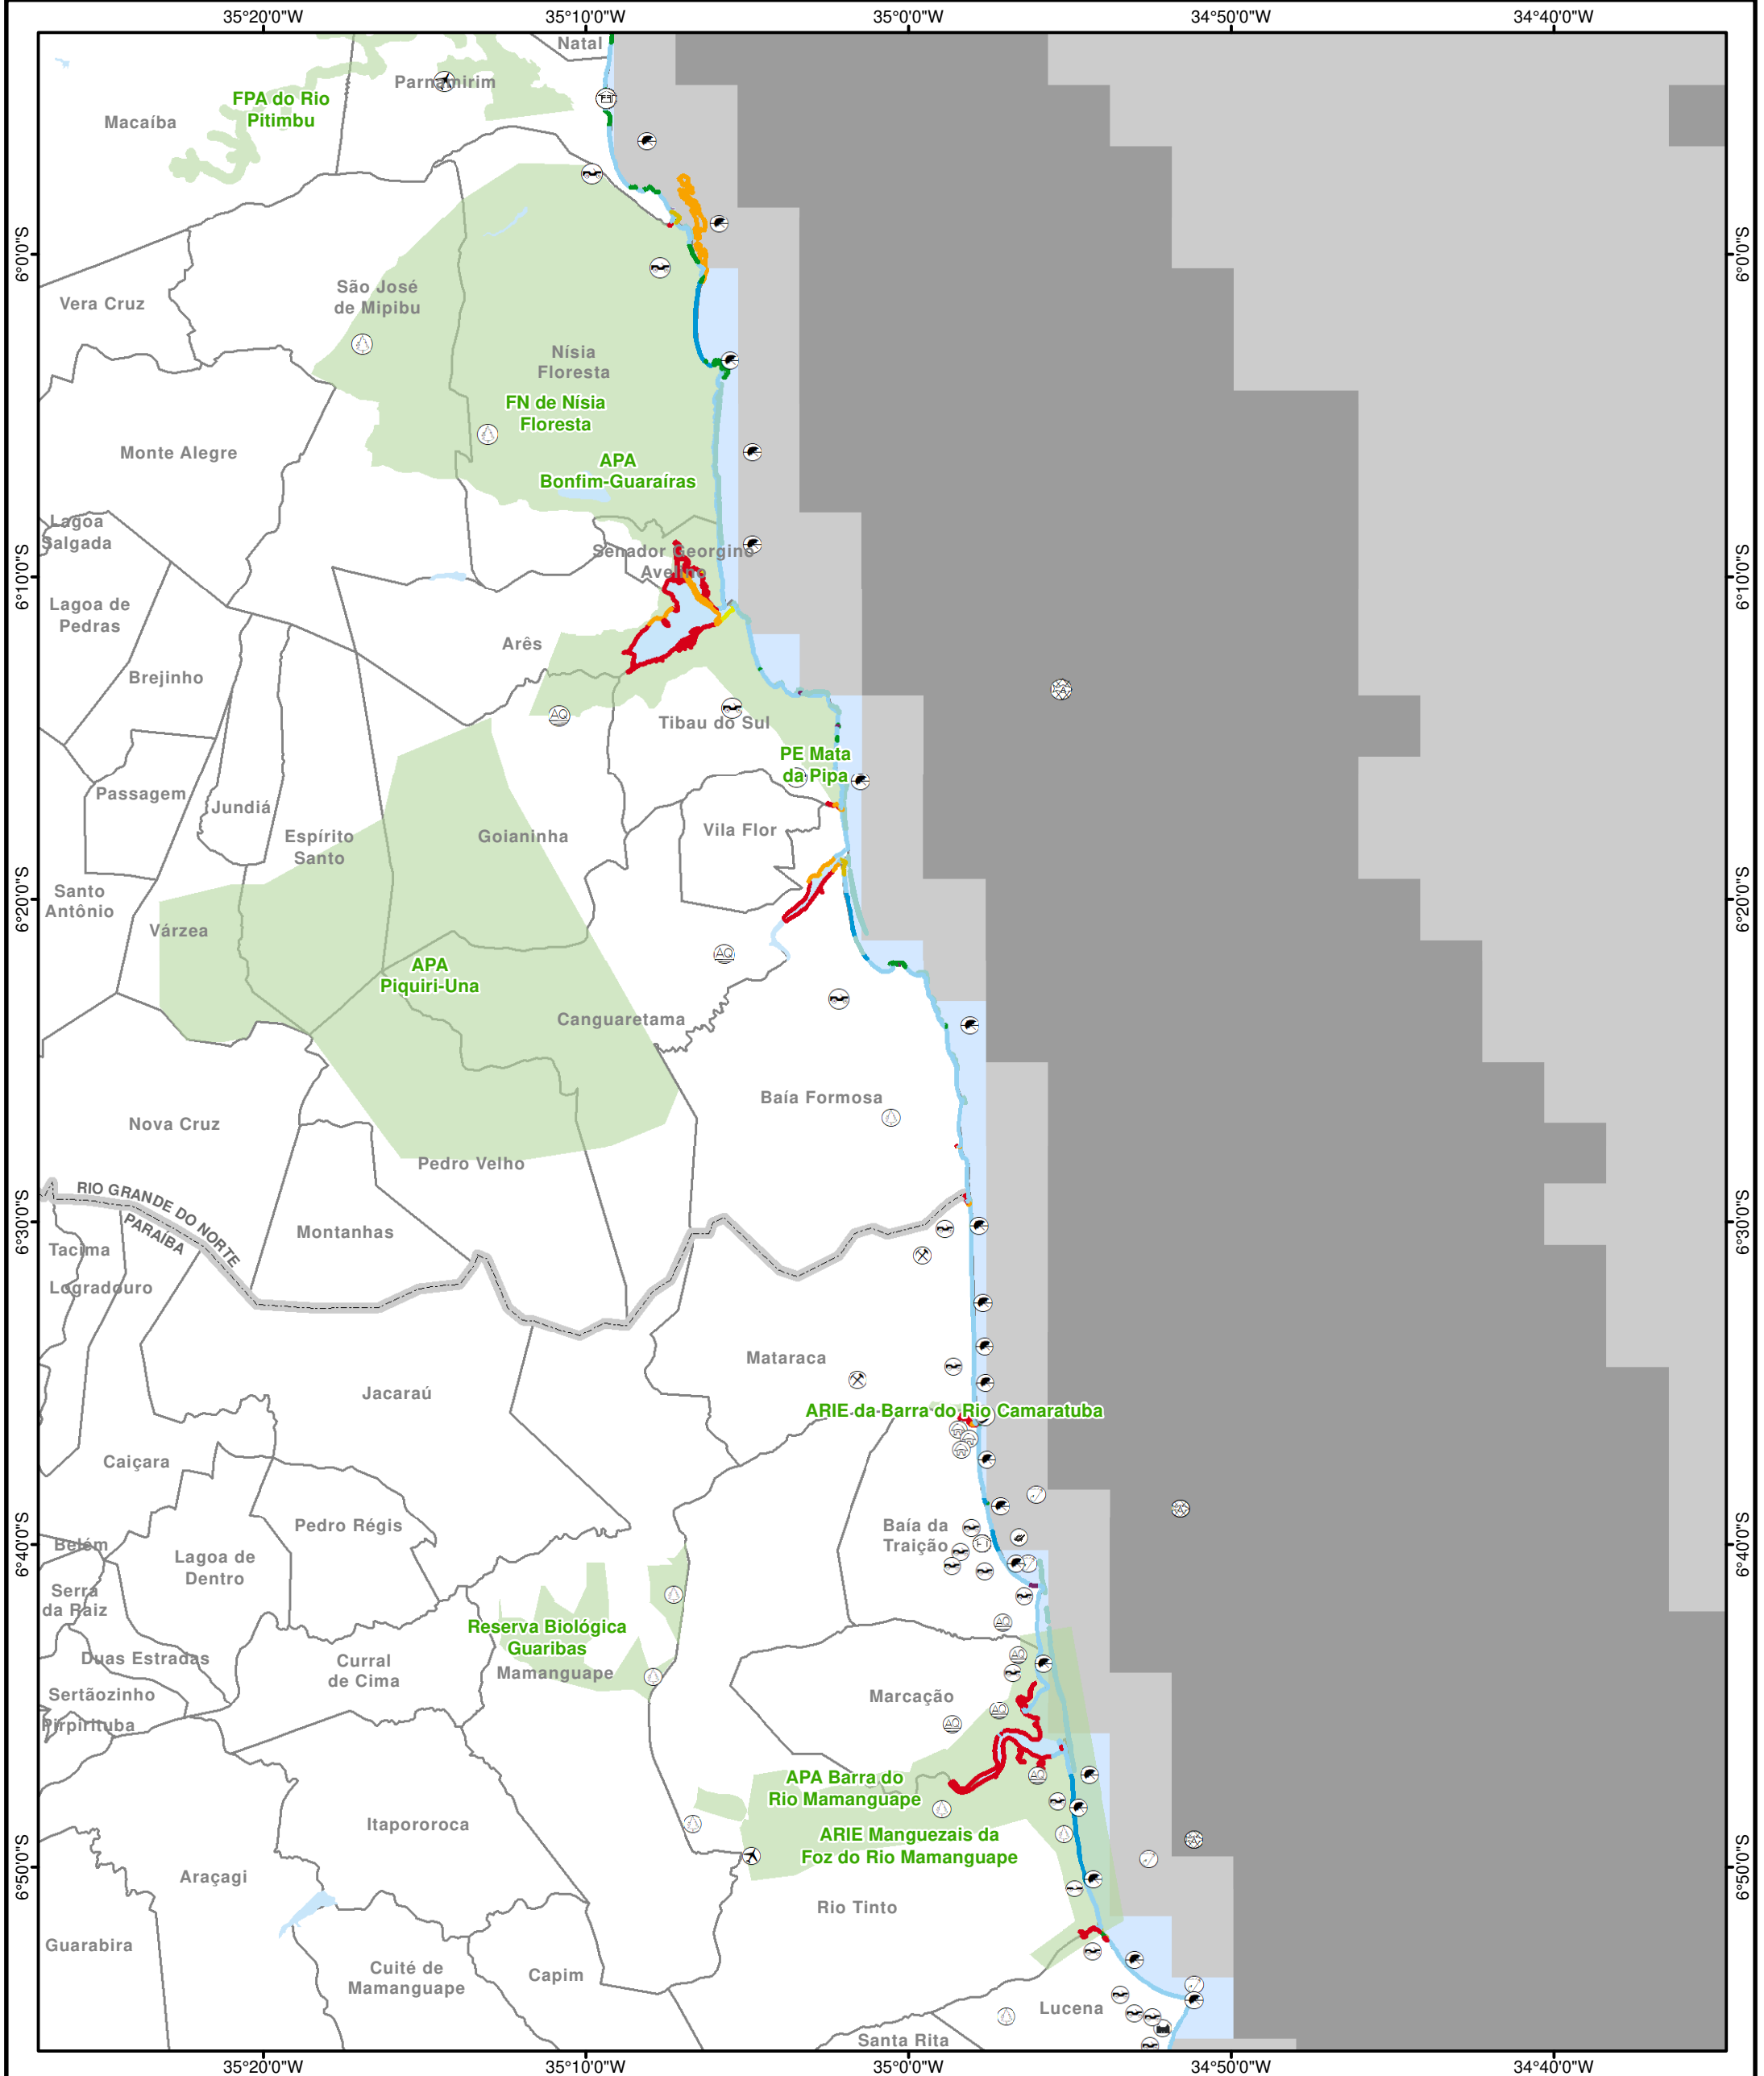 35°20'0"W
35°10'0"W
35°0'0"W
34°50'0"W
34°40'0"W
Natal
Parnamirim
FPA do Rio
Pitimbu
Macaíba
6°0'0"S
6°0'0"S
São José
de Mipibu
Vera Cruz
Nísia
Floresta
FN de Nísia
Floresta
Monte Alegre
APA
Bonfim-Guaraíras
Lagoa
Salgada
Senador Georgino
Avelino
6°10'0"S
6°10'0"S
Lagoa de
Pedras
Arês
Brejinho
AQ
Tibau do Sul
PE Mata
da Pipa
Passagem
Jundiá
Espírito
Santo
Goianinha
Vila Flor
Santo
Antônio
6°20'0"S
6°20'0"S
Várzea
AQ
APA
Piquiri-Una
Canguaretama
Baía Formosa
Nova Cruz
Pedro Velho
RIO GRANDE DO NORTE
PARAÍBA
6°30'0"S
6°30'0"S
Montanhas
Tacima
Logradouro
Mataraca
Jacaraú
ARIE da Barra do Rio Camaratuba
Caiçara
Pedro Régis
Baía da
Traição
6°40'0"S
6°40'0"S
Belém
Lagoa de
Dentro
Serra
da Raiz
AQ
Reserva Biológica
Guaribas
Mamanguape
Duas Estradas
Curral
de Cima
AQ
Sertãozinho
Marcação
AQ
Pirpirituba
AQ
APA Barra do
Rio Mamanguape
AQ
Itapororoca
ARIE Manguezais da
Foz do Rio Mamanguape
6°50'0"S
6°50'0"S
Araçagi
Rio Tinto
Guarabira
Cuité de
Mamanguape
Capim
Lucena
Santa Rita
35°20'0"W
35°10'0"W
35°0'0"W
34°50'0"W
34°40'0"W